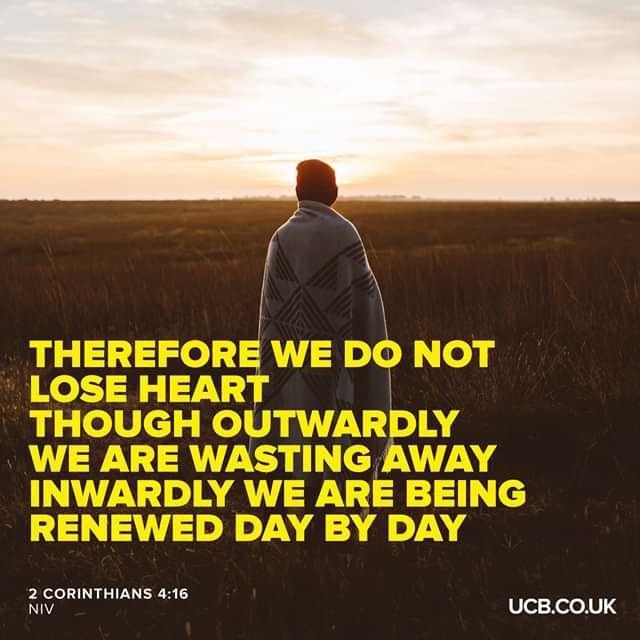 THEREFORE WE DO NOT
LOSE HEART
THOUGH OUTWARDLY
WE ARE WASTING AWAY
INWARDLY WE ARE BEING
RENEWED DAY BY DAY
2 CORINTHIANS 4:16
NIV
UCB.CO.UK